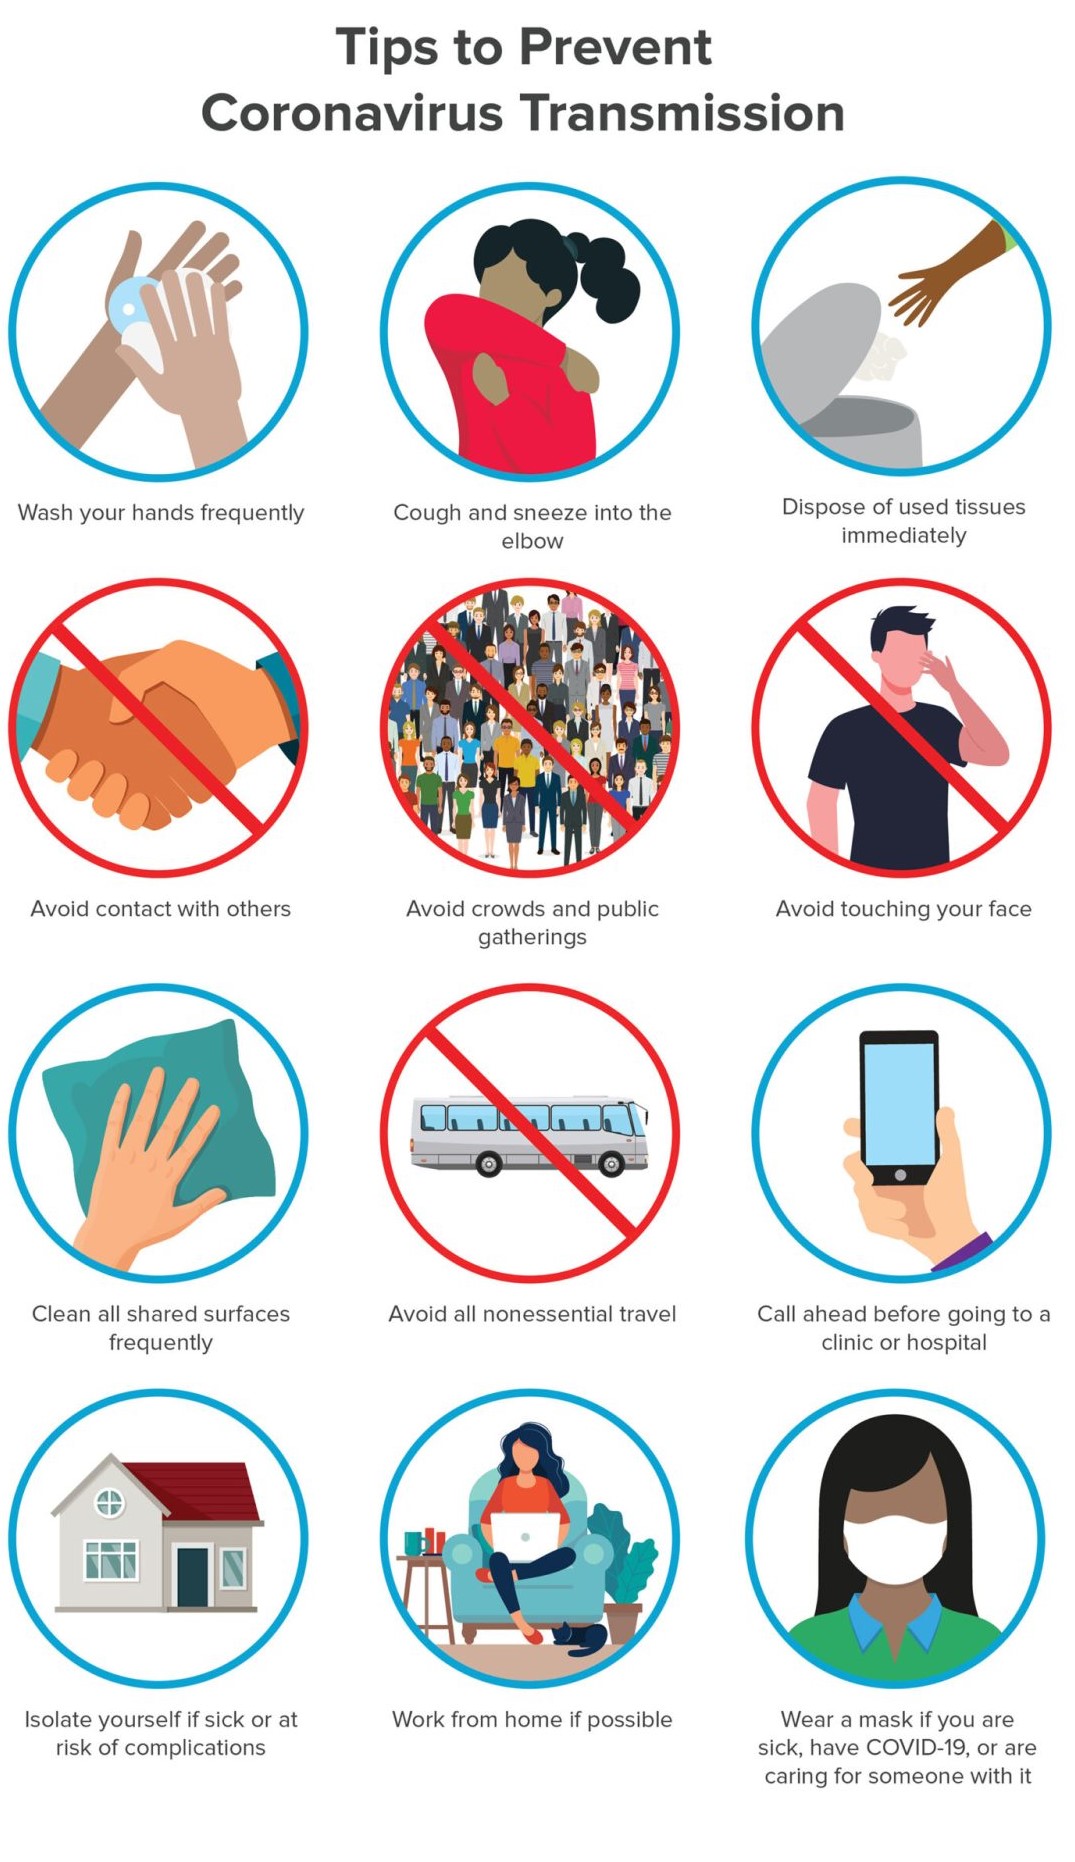 Tips to Prevent
Coronavirus Transmission
Wash your hands frequently
Cough and sneeze into the
elbow
Dispose of used tissues
immediately
Avoid contact with others
Avoid crowds and public
gatherings
Avoid touching your face
Clean all shared surfaces
frequently
Avoid all nonessential travel
Call ahead before going to a
clinic or hospital
Isolate yourself if sick or at
risk of complications
Work from home if possible
Wear a mask if you are
sick, have COVID-19, or are
caring for someone with it